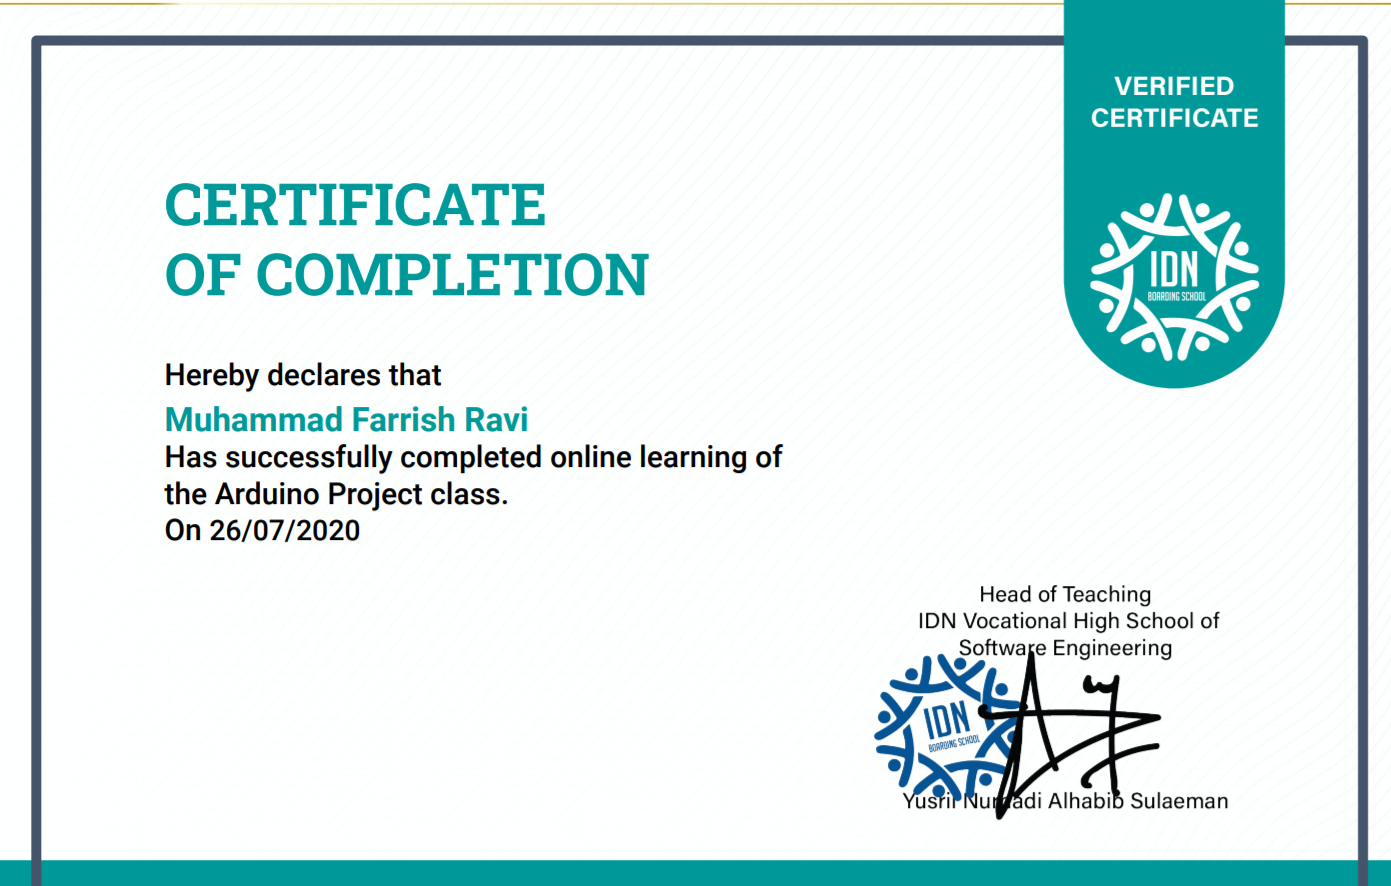 VERIFIED
CERTIFICATE
IDN
BOARDING SCHOOL
CERTIFICATE
OF COMPLETION
Hereby declares that
Muhammad Farrish Ravi
Has successfully completed online learning of
the Arduino Project class.
On 26/07/2020
Head of Teaching
IDN Vocational High School of
Software Engineering
IDN
BOARDING SCHOOL
Alhabib Sulaeman